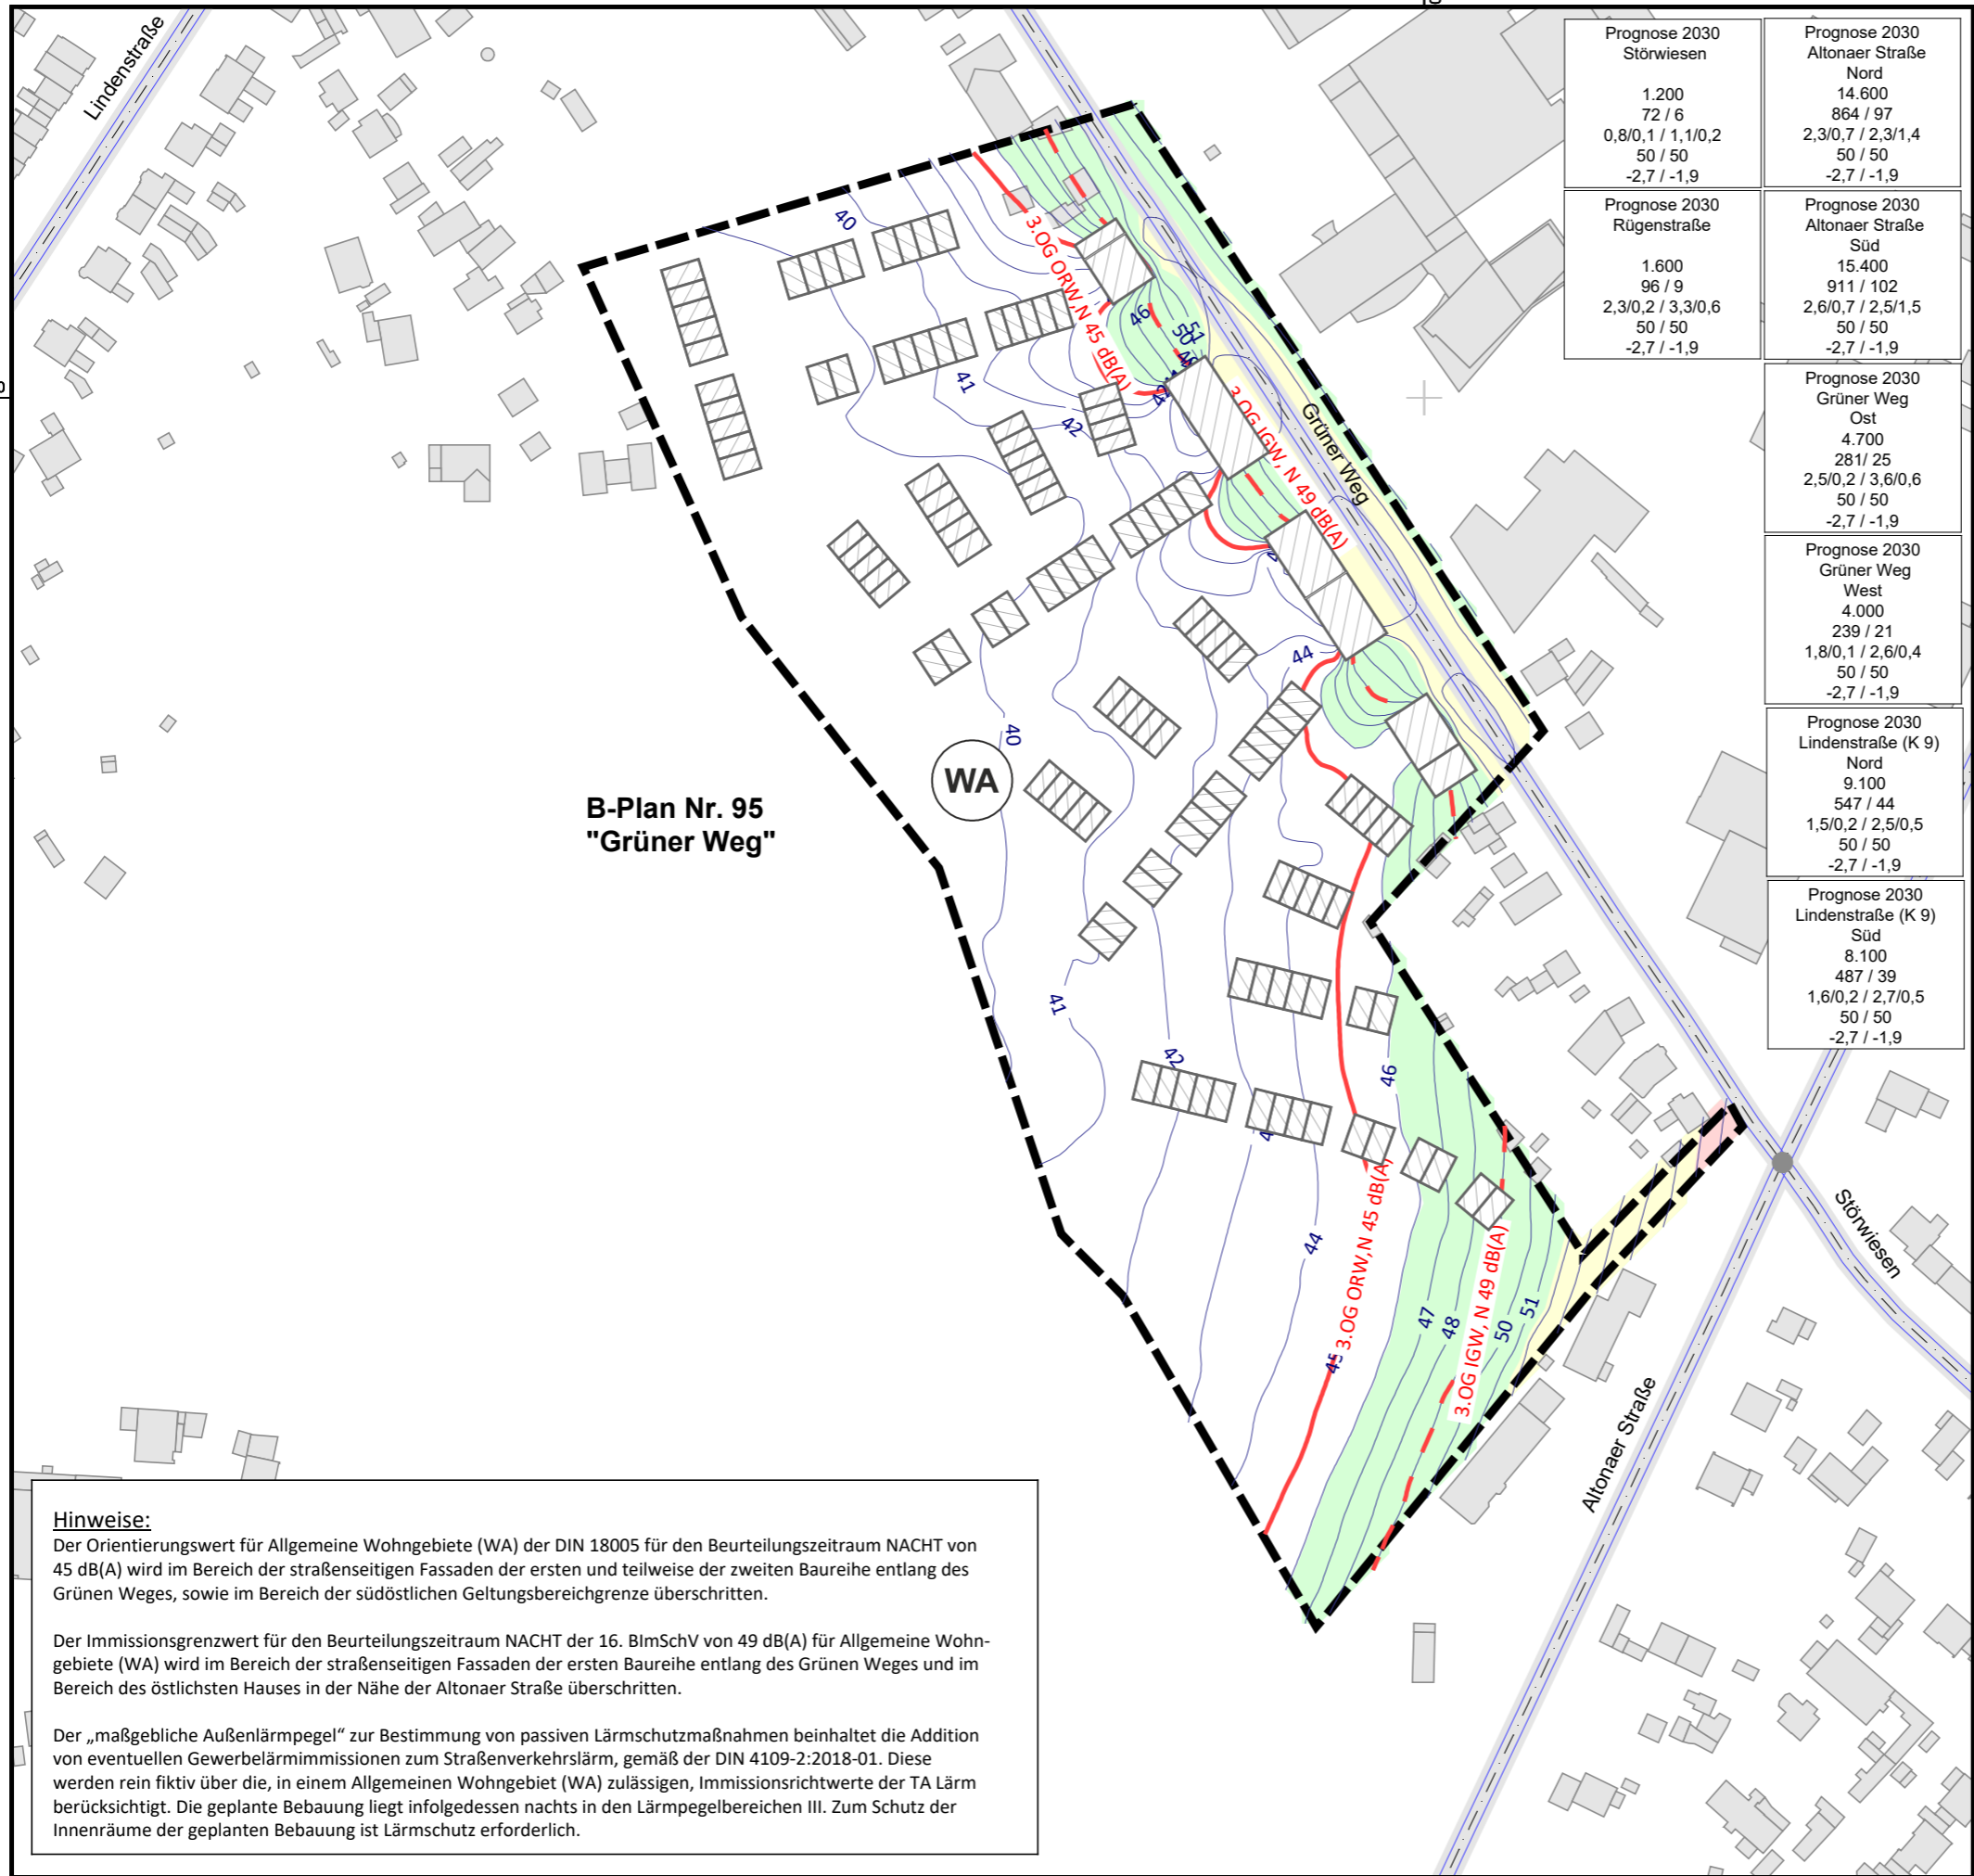 Lindenstraße
Prognose 2030
Störwiesen
1.200
72 / 6
0,8/0,1 / 1,1/0,2
50 / 50
-2,7 / -1,9
Prognose 2030
Altonaer Straße
Nord
14.600
864 / 97
2,3/0,7 / 2,3/1,4
50 / 50
-2,7 / -1,9
Prognose 2030
Rügenstraße
1.600
96 / 9
2,3/0,2 / 3,3/0,6
50 / 50
-2,7 / -1,9
Prognose 2030
Altonaer Straße
Süd
15.400
911 / 102
2,6/0,7 / 2,5/1,5
50 / 50
-2,7 / -1,9
Prognose 2030
Grüner Weg
Ost
4.700
281/ 25
2,5/0,2 / 3,6/0,6
50 / 50
-2,7 / -1,9
Prognose 2030
Grüner Weg
West
4.000
239 / 21
1,8/0,1 / 2,6/0,4
50 / 50
-2,7 / -1,9
Prognose 2030
Lindenstraße (K 9)
Nord
9.100
547 / 44
1,5/0,2 / 2,5/0,5
50 / 50
-2,7 / -1,9
Prognose 2030
Lindenstraße (K 9)
Süd
8.100
487 / 39
1,6/0,2 / 2,7/0,5
50 / 50
-2,7 / -1,9
40
3.OG ORW,N 45 dB(A)
46
51
50
41
42
3.OG IGW, N 49 dB(A)
Grüner Weg
44
40
WA
B-Plan Nr. 95
"Grüner Weg"
41
42
46
44
45
3.OG ORW,N 45 dB(A)
47
48
3.OG IGW, N 49 dB(A)
50
51
Störwiesen
Altonaer Straße
Hinweise:
Der Orientierungswert für Allgemeine Wohngebiete (WA) der DIN 18005 für den Beurteilungszeitraum NACHT von
45 dB(A) wird im Bereich der straßenseitigen Fassaden der ersten und teilweise der zweiten Baureihe entlang des
Grünen Weges, sowie im Bereich der südöstlichen Geltungsbereichgrenze überschritten.
Der Immissionsgrenzwert für den Beurteilungszeitraum NACHT der 16. BImSchV von 49 dB(A) für Allgemeine Wohn-
gebiete (WA) wird im Bereich der straßenseitigen Fassaden der ersten Baureihe entlang des Grünen Weges und im
Bereich des östlichsten Hauses in der Nähe der Altonaer Straße überschritten.
Der „maßgebliche Außenlärmpegel“ zur Bestimmung von passiven Lärmschutzmaßnahmen beinhaltet die Addition
von eventuellen Gewerbelärmimmissionen zum Straßenverkehrslärm, gemäß der DIN 4109-2:2018-01. Diese
werden rein fiktiv über die, in einem Allgemeinen Wohngebiet (WA) zulässigen, Immissionsrichtwerte der TA Lärm
berücksichtigt. Die geplante Bebauung liegt infolgedessen nachts in den Lärmpegelbereichen III. Zum Schutz der
Innenräume der geplanten Bebauung ist Lärmschutz erforderlich.